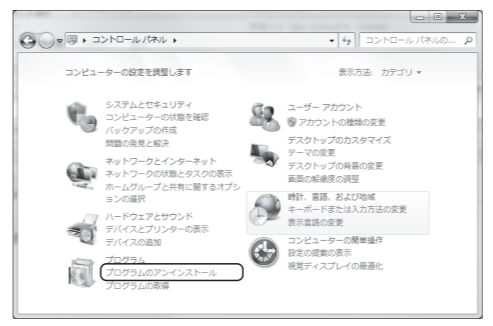 コントロール パネル
コントロール パネルの...
コンピューターの設定を調整します
表示方法: カテゴリ
システムとセキュリティ
コンピューターの状態を確認
バックアップの作成
問題の発見と解決
ネットワークとインターネット
ネットワークの状態とタスクの表示
ホームグループと共有に関するオプシ
ョンの選択
ハードウェアとサウンド
デバイスとプリンターの表示
デバイスの追加
プログラム
プログラムのアンインストール
プログラムの取得
ユーザー アカウント
アカウントの種類の変更
デスクトップのカスタマイズ
テーマの変更
デスクトップの背景の変更
画面の解像度の調整
時計、言語、および地域
キーボードまたは入力方法の変更
表示言語の変更
コンピューターの簡単操作
設定の提案の表示
視覚ディスプレイの最適化